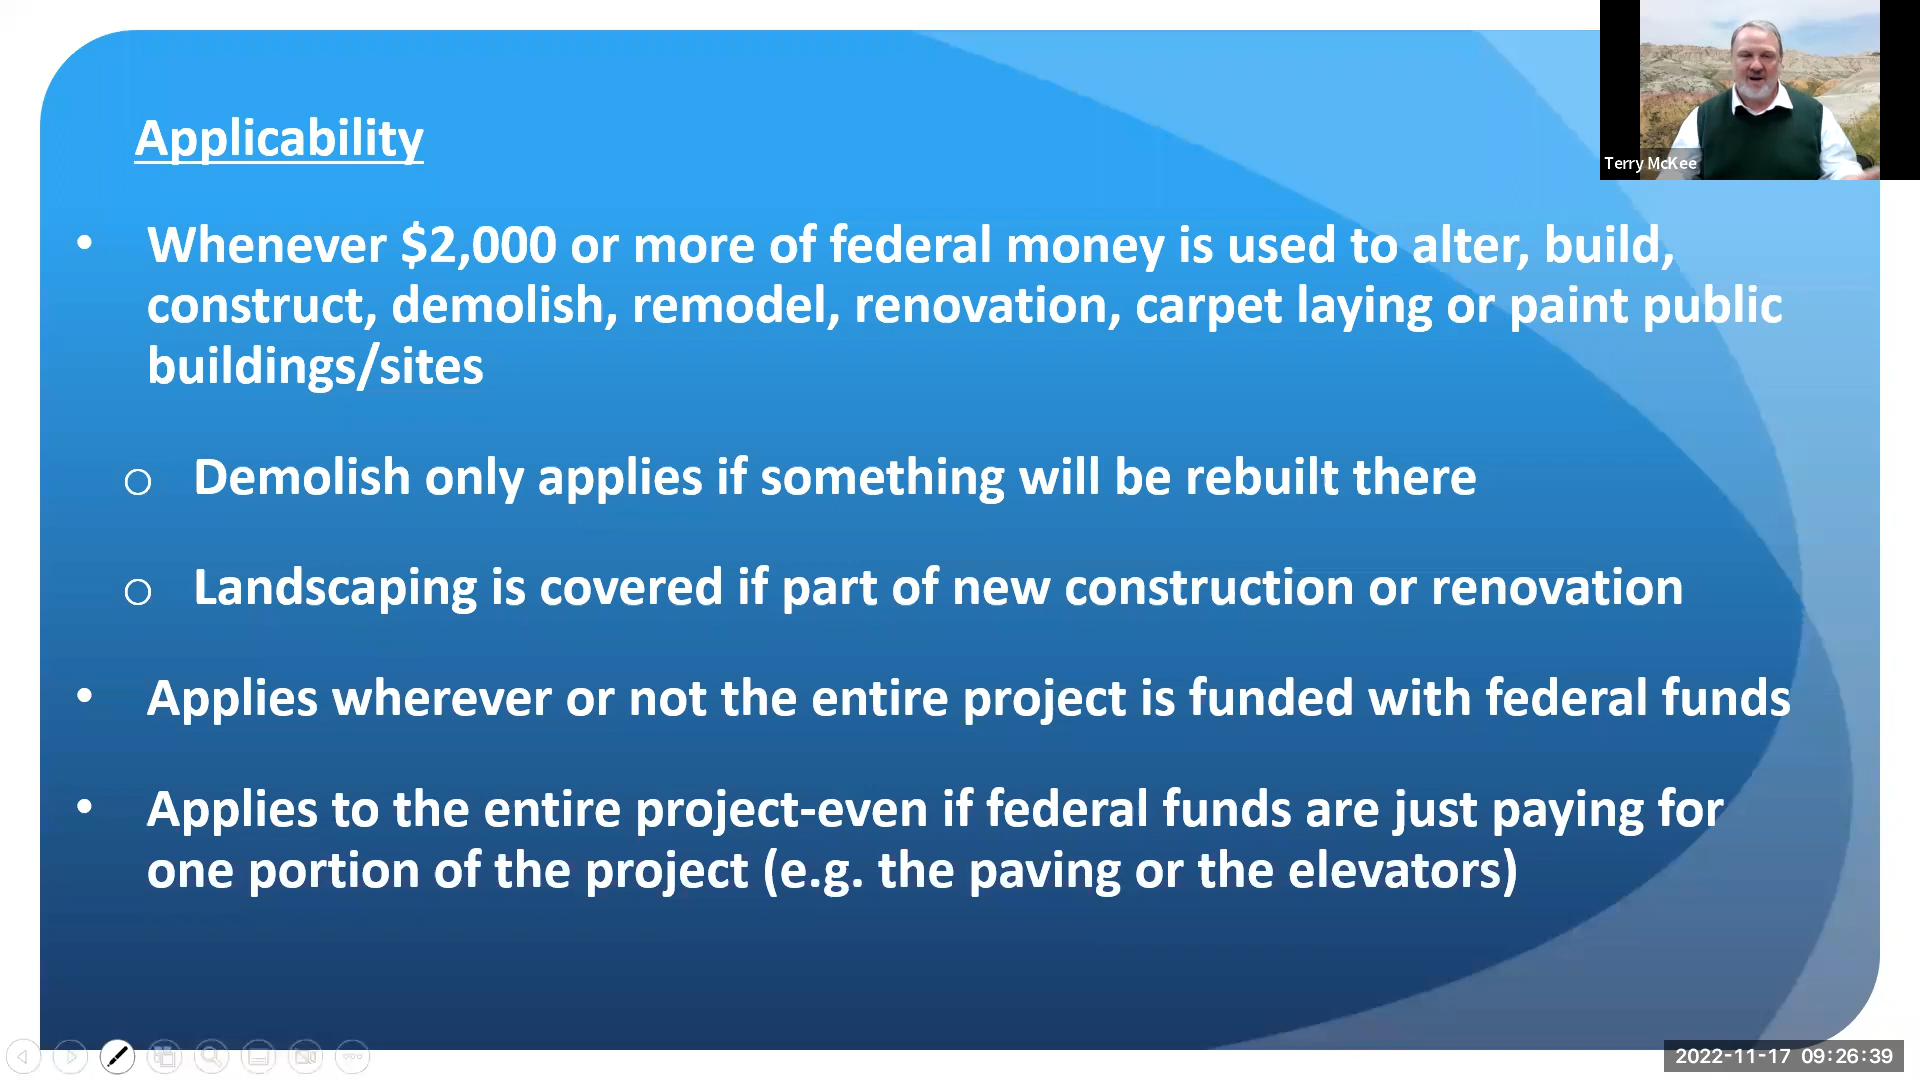 Applicability
• Whenever $2,000 or more of federal money is used to alter, build,
construct, demolish, remodel, renovation, carpet laying or paint public
buildings/sites
o Demolish only applies if something will be rebuilt there
o Landscaping is covered if part of new construction or renovation
• Applies wherever or not the entire project is funded with federal funds
• Applies to the entire project-even if federal funds are just paying for
one portion of the project (e.g. the paving or the elevators)
Terry McKee
2022-11-17 09:26:39